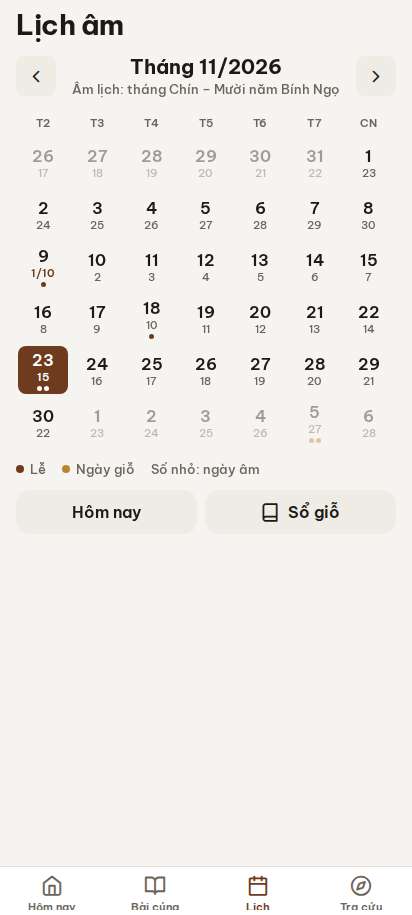 Lịch âm
Tháng 11/2026
Âm lịch: tháng Chín – Mười năm Bính Ngọ
T2 T3 T4 T5 T6 T7 CN
26 27 28 29 30 31 1
17 18 19 20 21 22 23
2 3 4 5 6 7 8
24 25 26 27 28 29 30
9 10 11 12 13 14 15
1/10 2 3 4 5 6 7
16 17 18 19 20 21 22
8 9 10 11 12 13 14
23 24 25 26 27 28 29
15 16 17 18 19 20 21
30 1 2 3 4 5 6
22 23 24 25 26 27 28
Lễ Ngày giỗ Số nhỏ: ngày âm
Hôm nay Sổ giỗ
Hôm nay Bài cúng Lịch Tra cứu